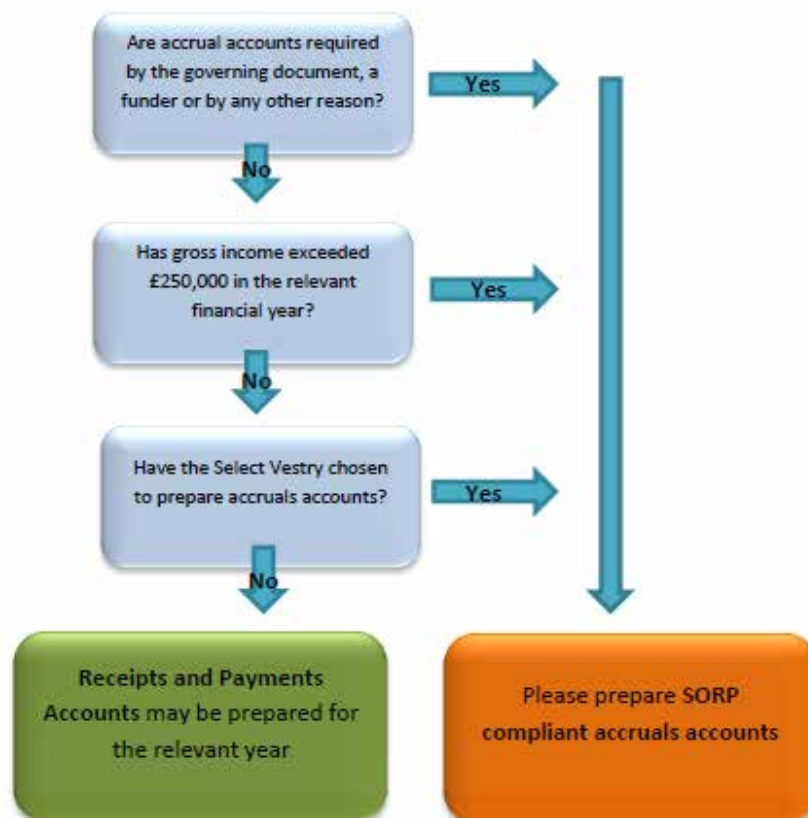 Are accrual accounts required
by the governing document, a
funder or by any other reason?
Yes
No
Has gross income exceeded
£250,000 in the relevant
financial year?
Yes
No
Have the Select Vestry chosen
to prepare accruals accounts?
Yes
No
Receipts and Payments
Accounts may be prepared for
the relevant year
Please prepare SORP
compliant accruals accounts